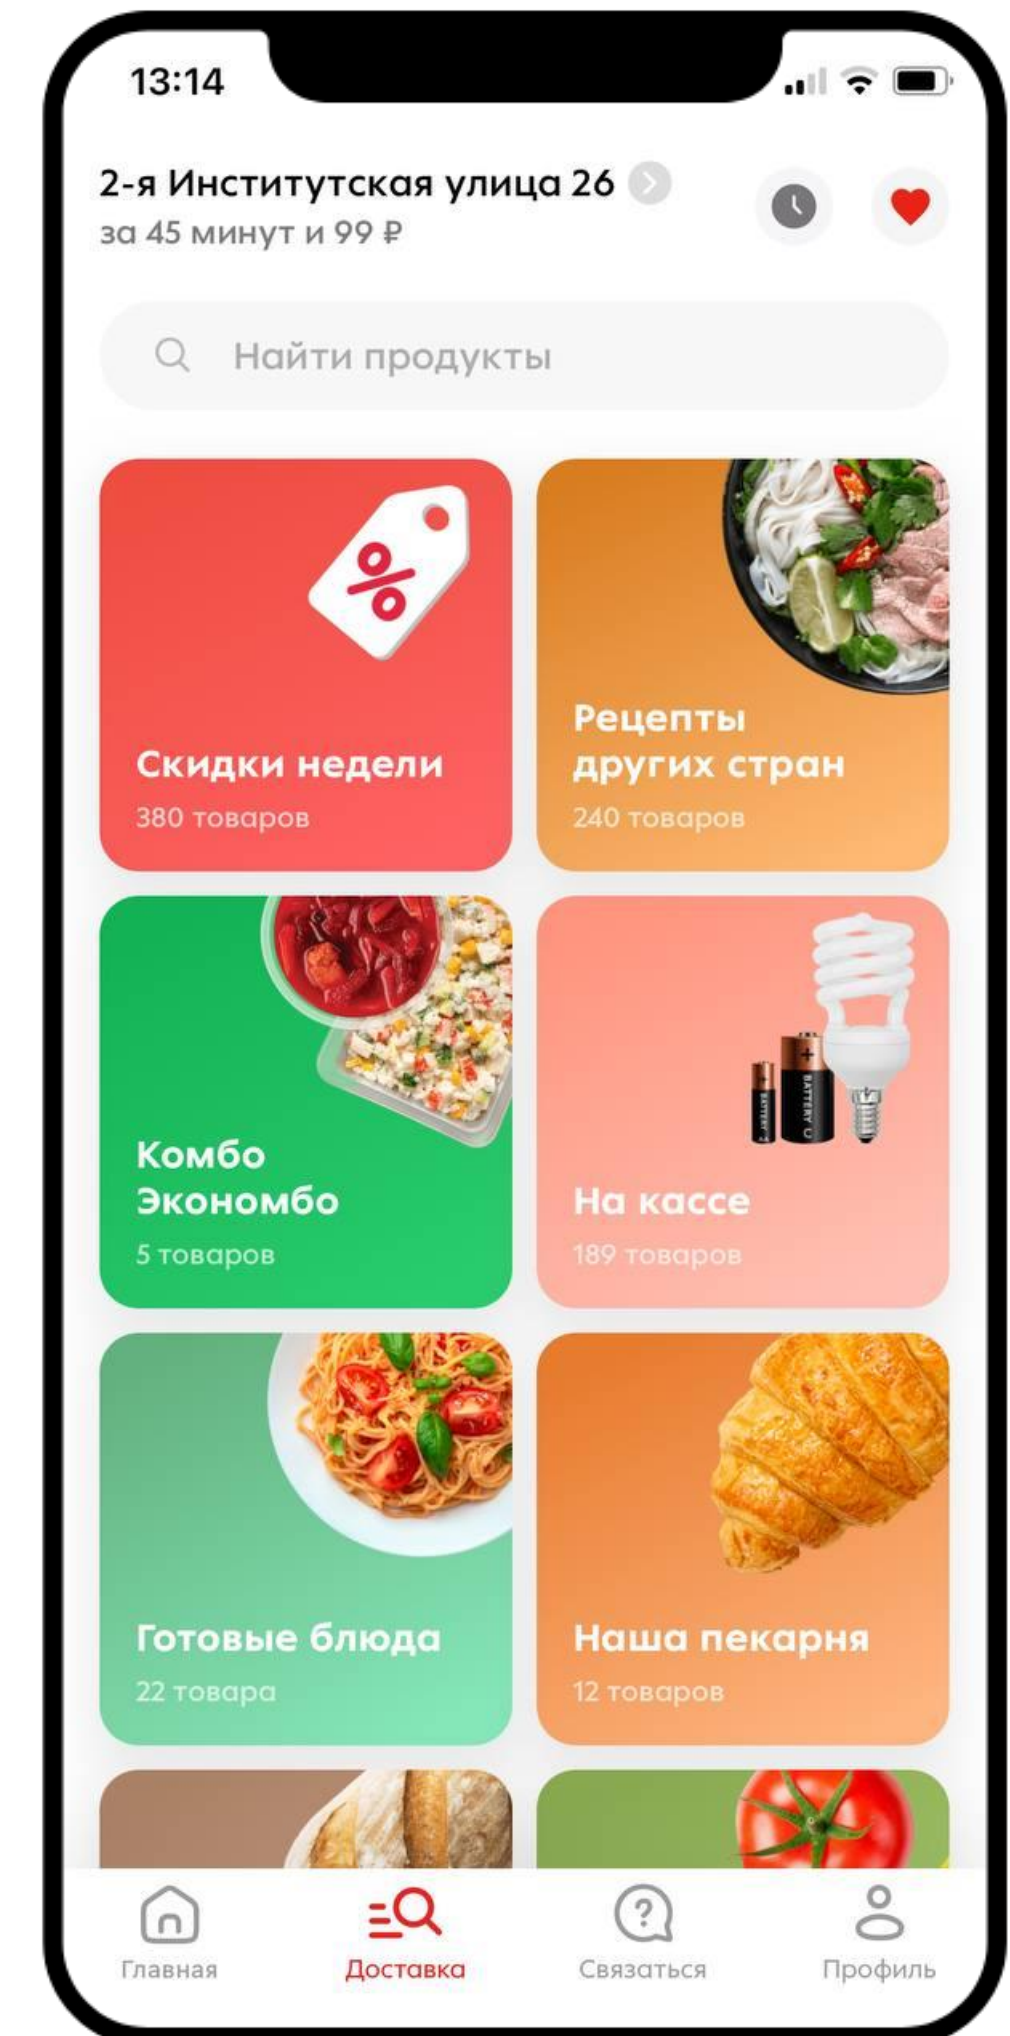 13:14
2-я Институтская улица 26
за 45 минут и 99 ₽
Найти продукты
%
Скидки недели
380 товаров
Рецепты
других стран
240 товаров
Комбо
Экономбо
5 товаров
BATTERY
BATTERY
На кассе
189 товаров
Готовые блюда
22 товара
Наша пекарня
12 товаров
Главная
Доставка
Связаться
Профиль